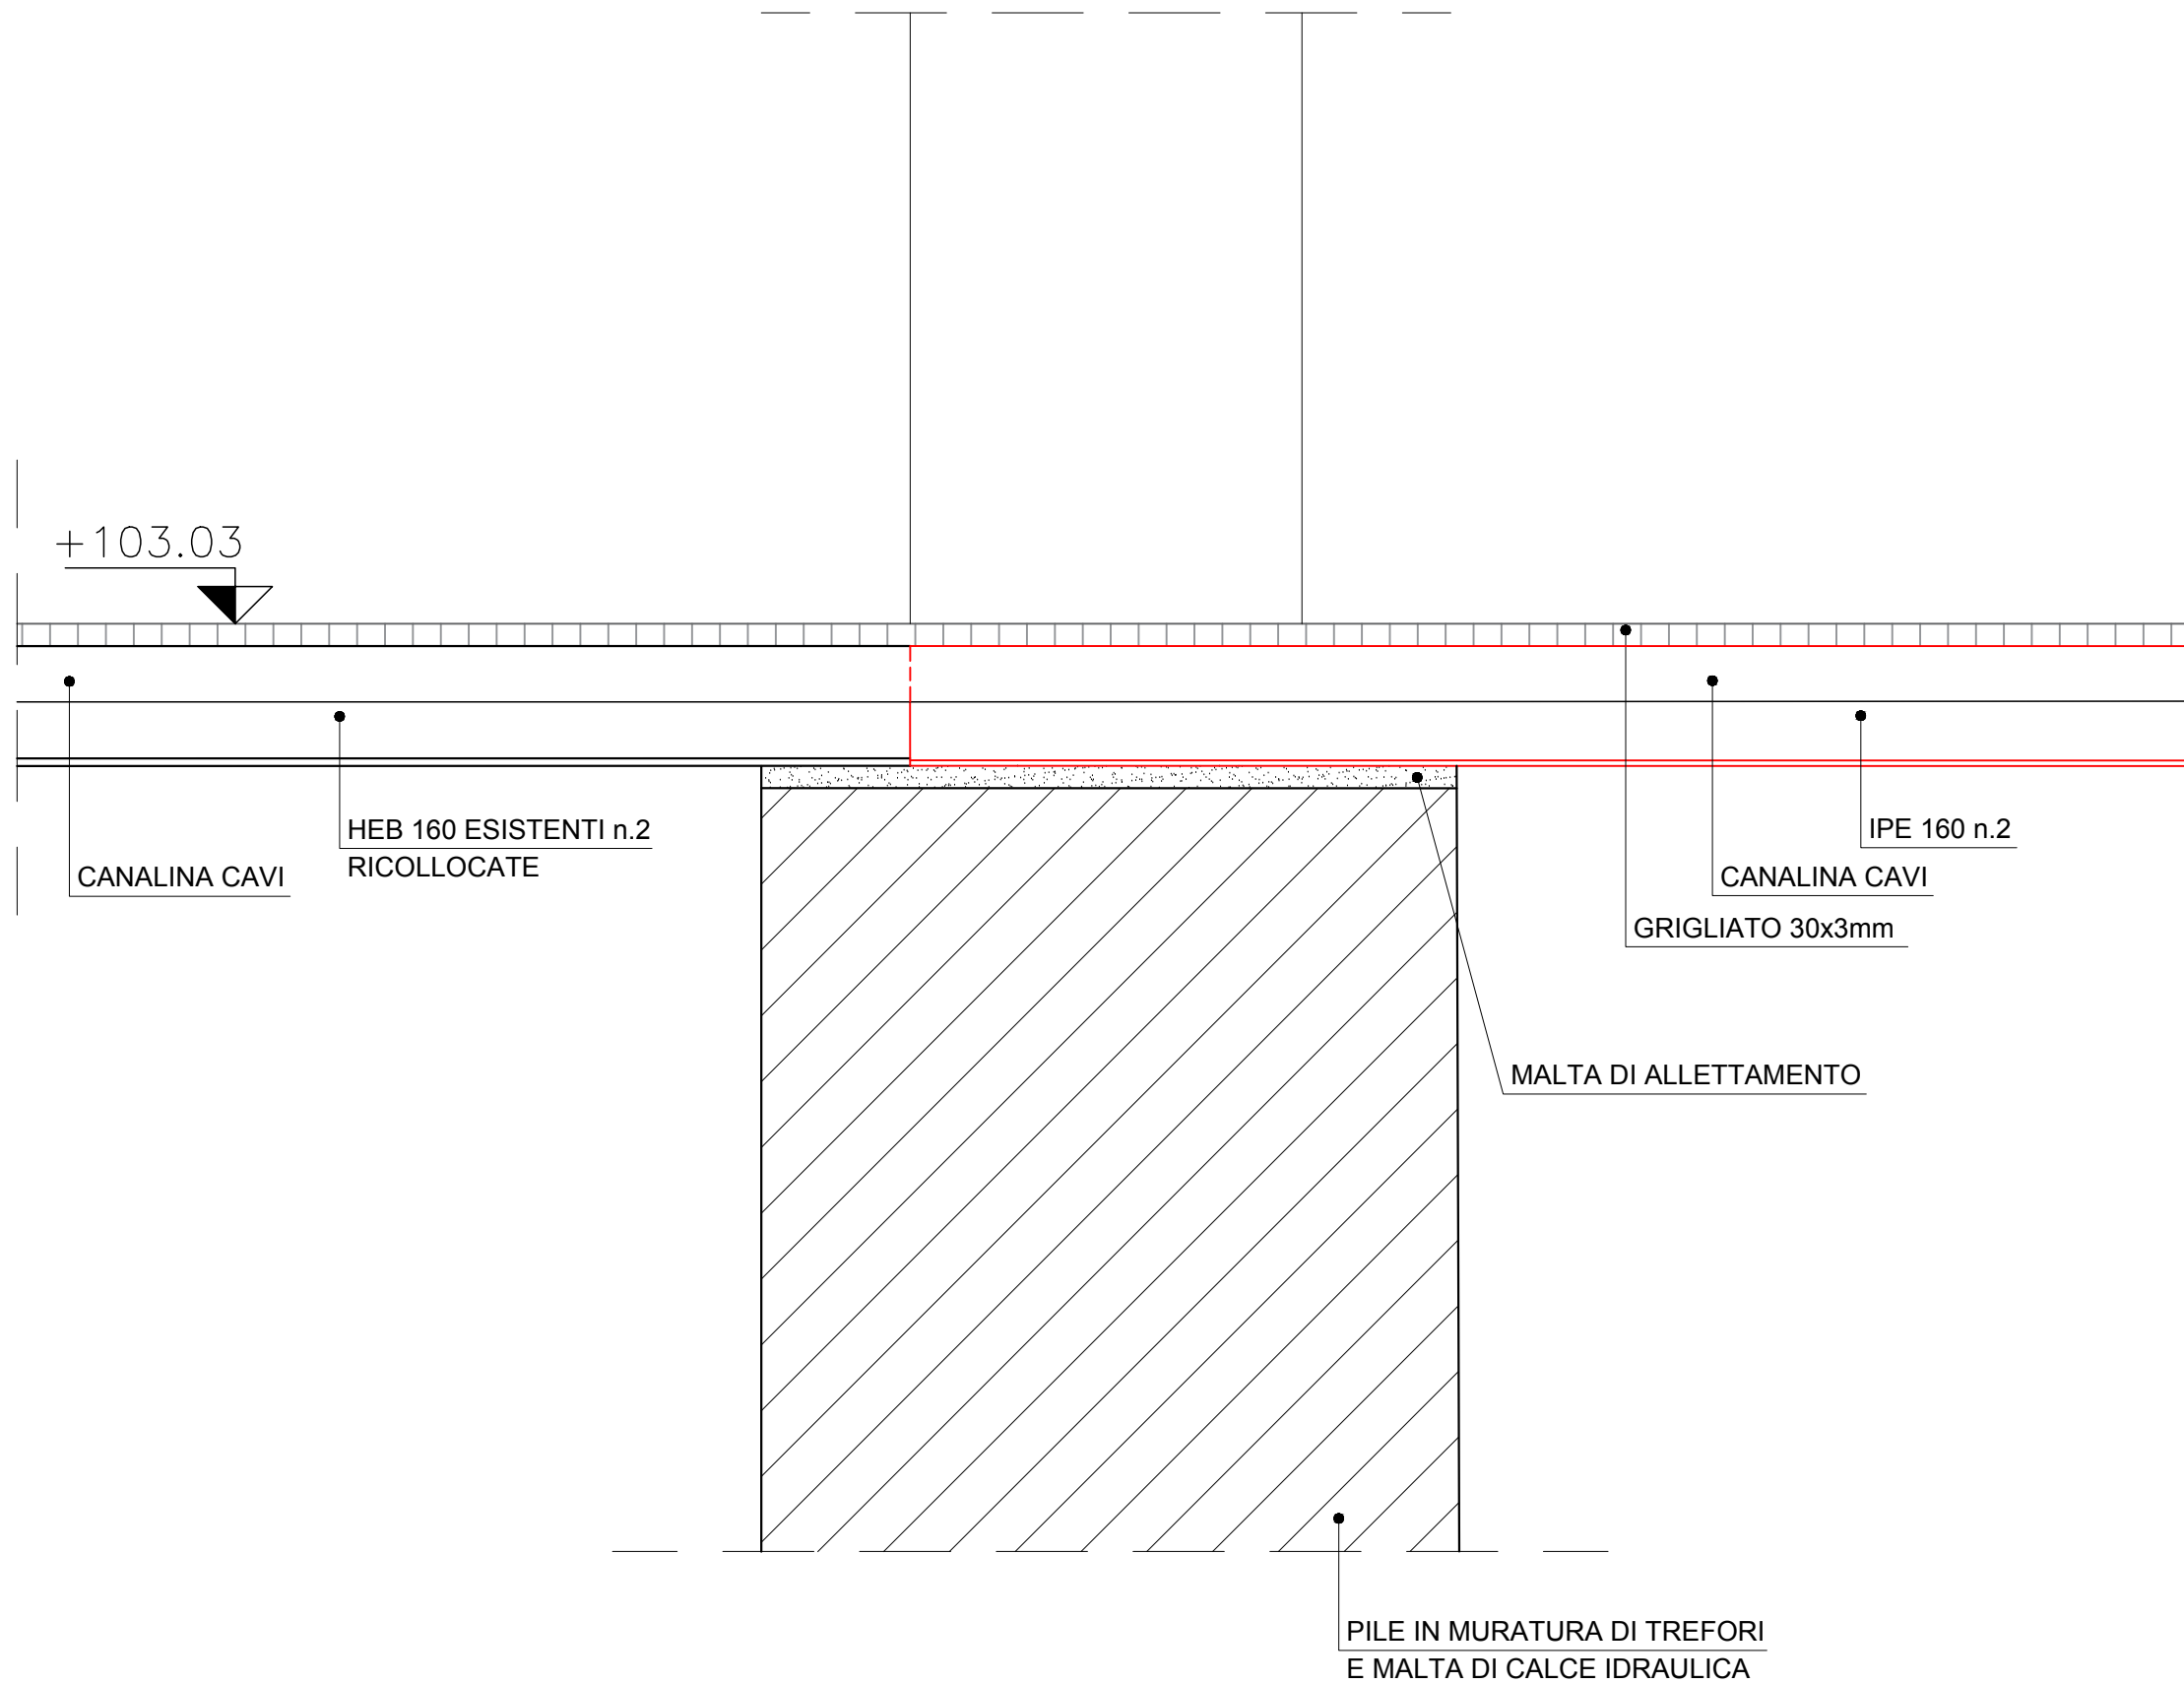 +103.03
HEB 160 ESISTENTI n.2
RICOLLOCATE
CANALINA CAVI
IPE 160 n.2
CANALINA CAVI
GRIGLIATO 30x3mm
MALTA DI ALLETTAMENTO
PILE IN MURATURA DI TREFORI
E MALTA DI CALCE IDRAULICA